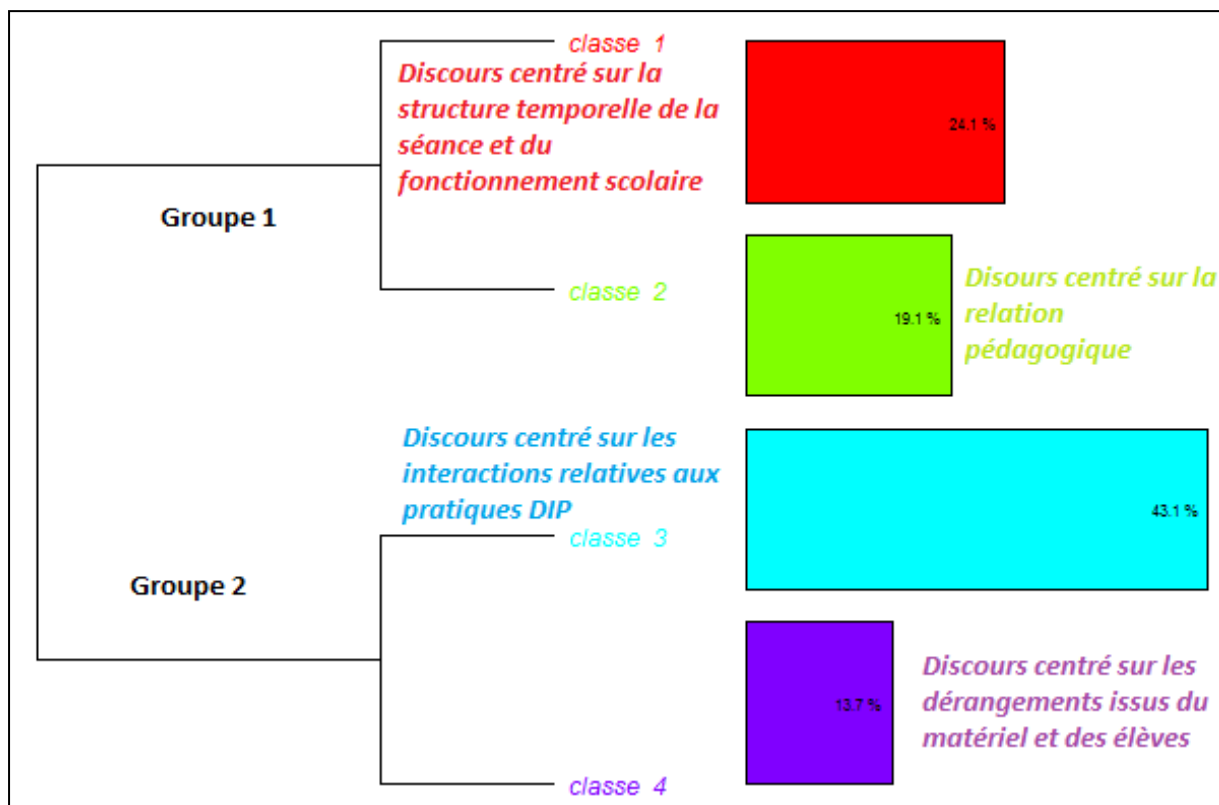 classe 1
Discours centré sur la
structure temporelle de la
séance et du
fonctionnement scolaire
24.1 %
Groupe 1
classe 2
19.1 %
Disours centré sur la
relation
pédagogique
Discours centré sur les
interactions relatives aux
pratiques DIP
classe 3
43.1 %
Groupe 2
13.7 %
Discours centré sur les
dérangements issus du
matériel et des élèves
classe 4